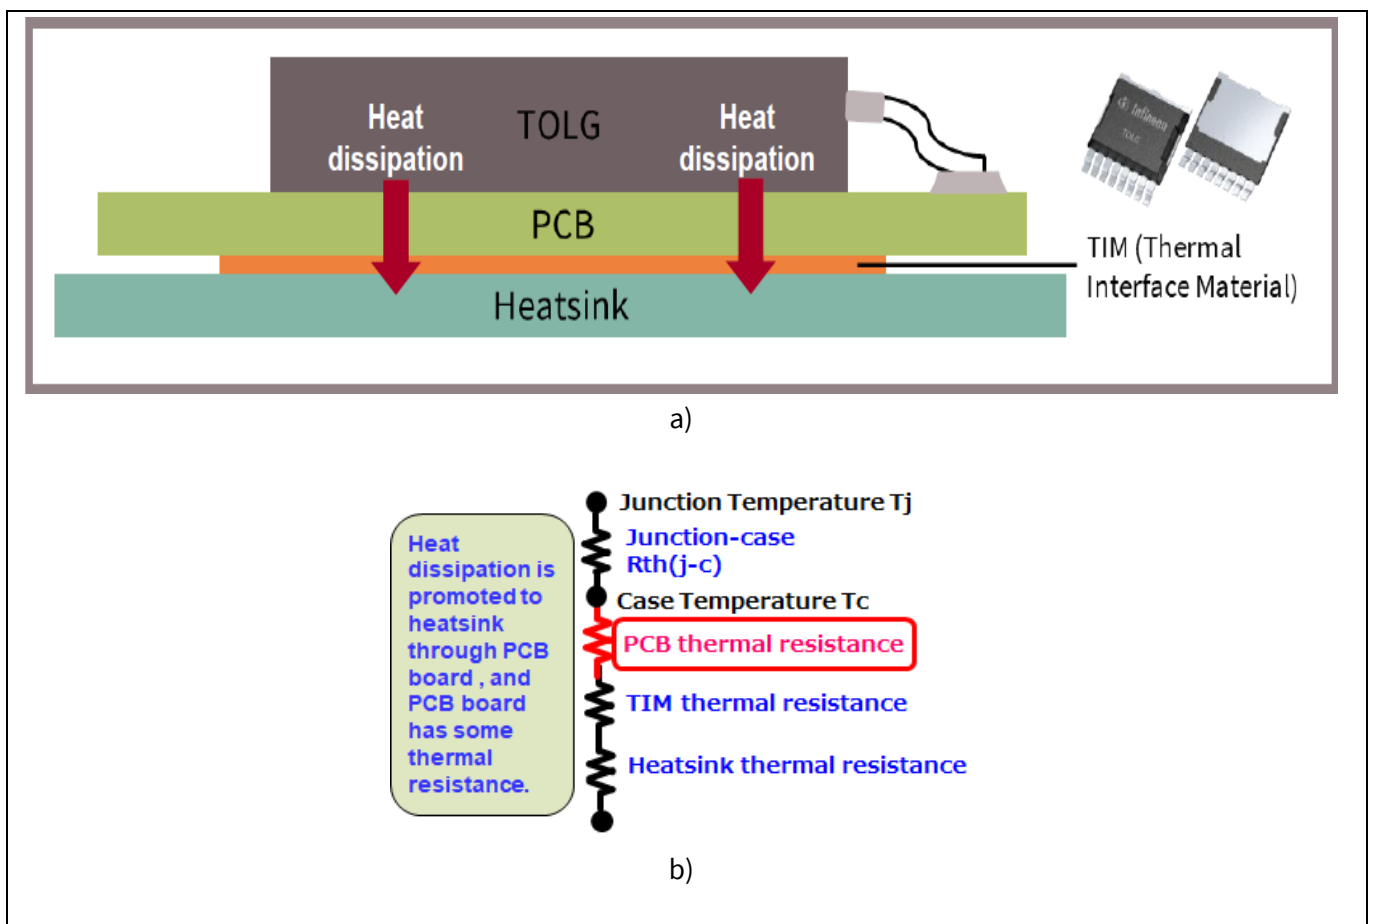 Heat
dissipation
TOLG
Heat
dissipation
Infineon
TOLG
PCB
TIM (Thermal
Interface Material)
Heatsink
a)
Junction Temperature Tj
Junction-case
Rth(j-c)
Case Temperature Tc
PCB thermal resistance
TIM thermal resistance
Heatsink thermal resistance
Heat
dissipation is
promoted to
heatsink
through PCB
board , and
PCB board
has some
thermal
resistance.
b)